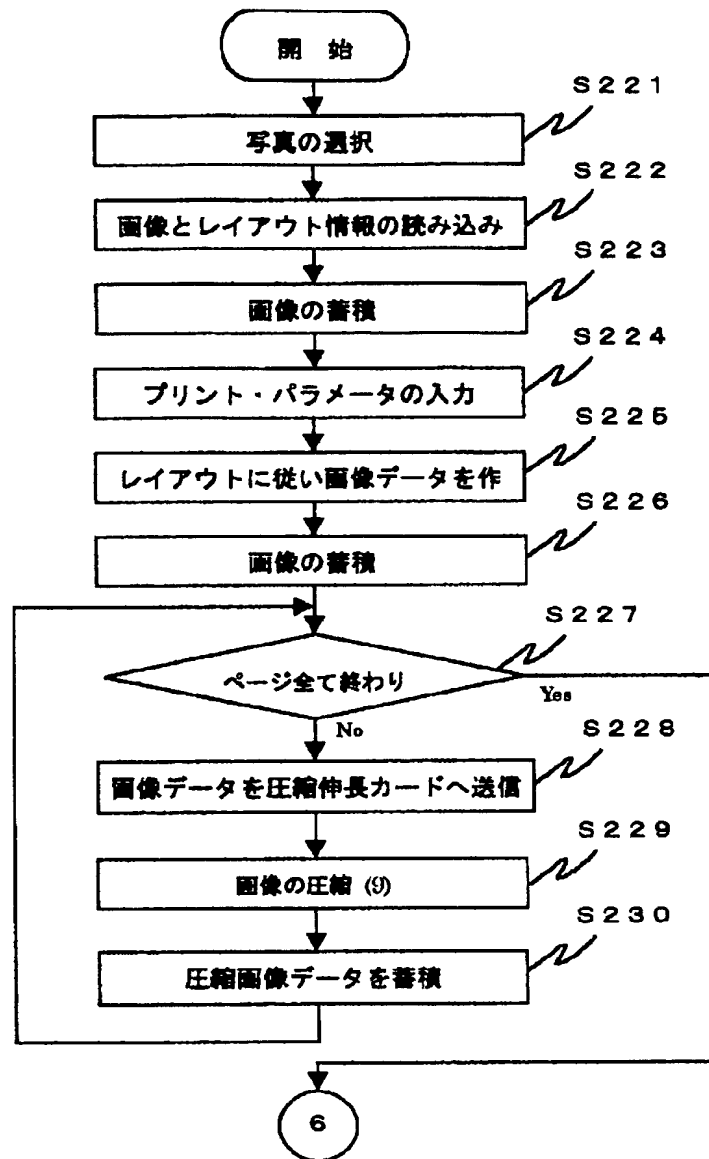 開 始
S221
写真の選択
S222
画像とレイアウト情報の読み込み
S223
画像の蓄積
S224
プリント・パラメータの入力
S225
レイアウトに従い画像データを作
S226
画像の蓄積
S227
ページ全て終わり
Yes
No
S228
画像データを圧縮伸長カードへ送信
S229
画像の圧縮 (9)
S230
圧縮画像データを蓄積
6